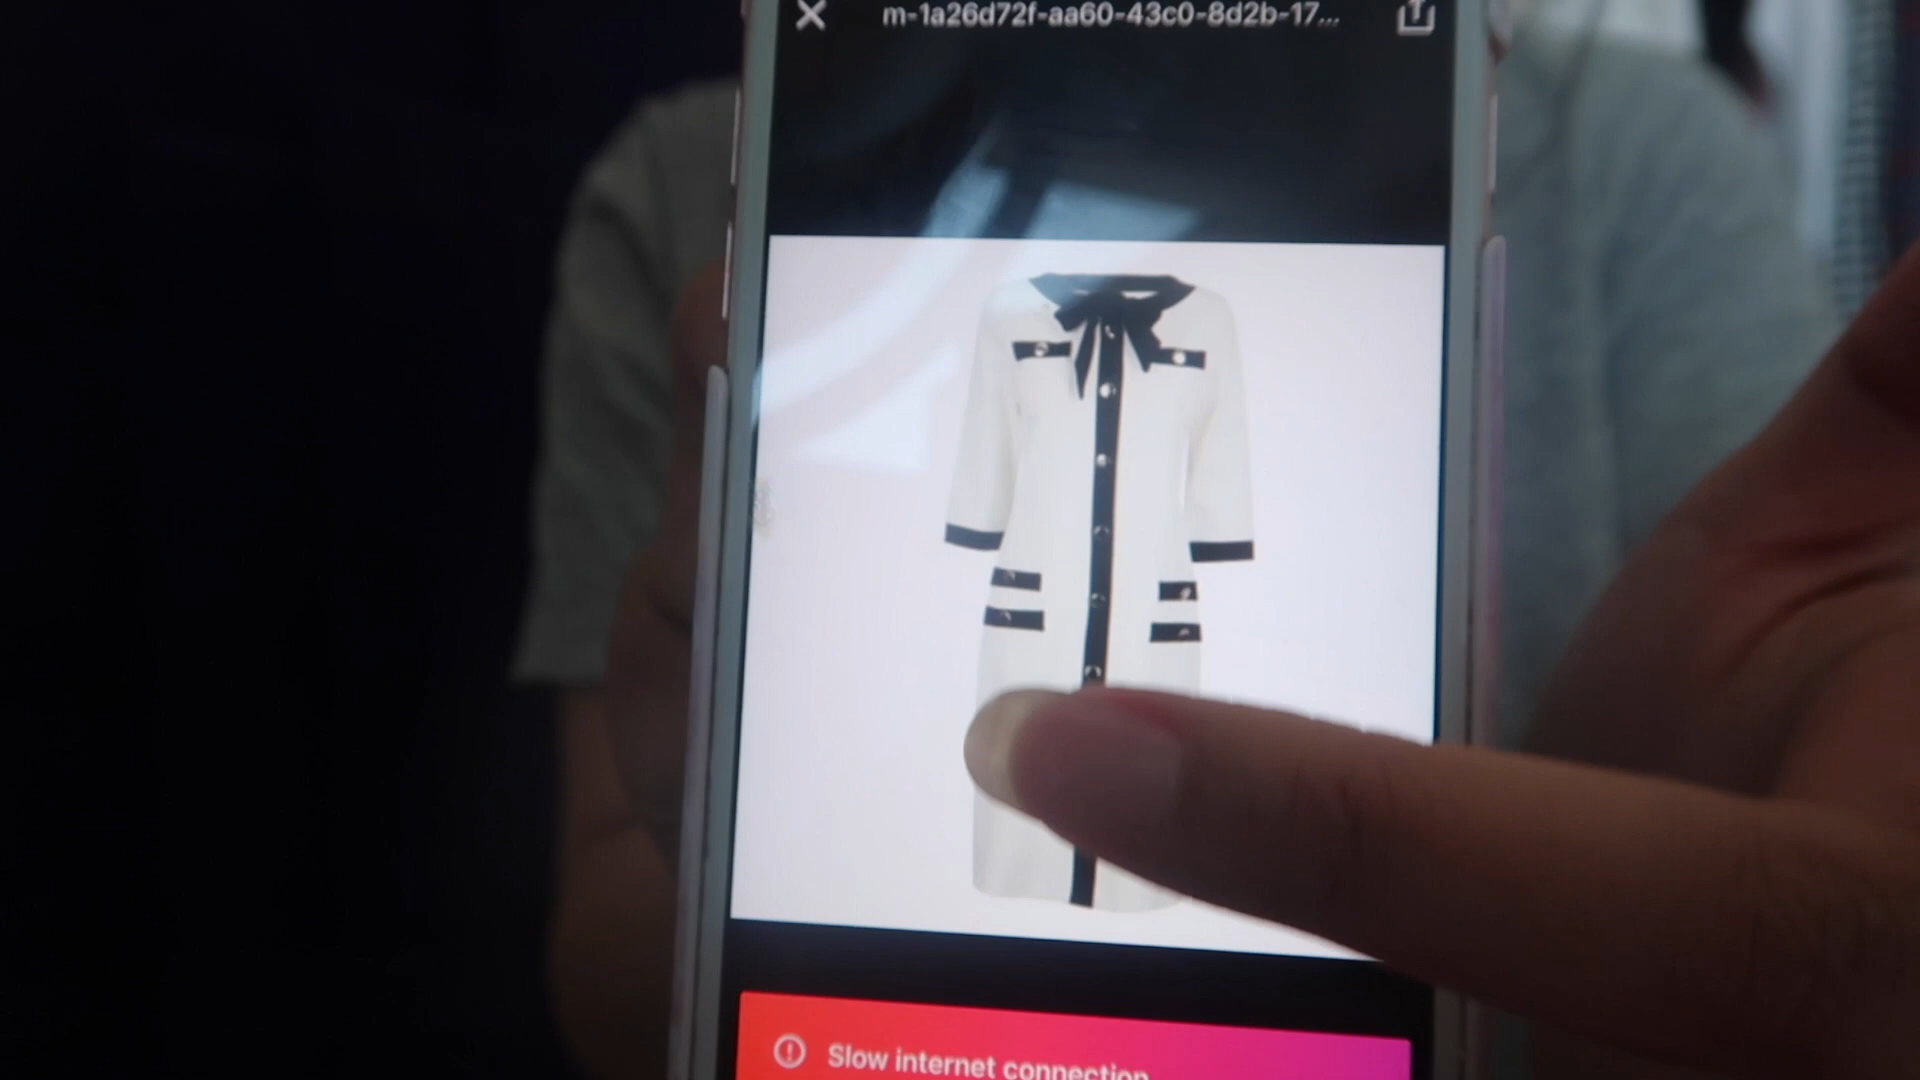 m-1a26d72f-aa60-43c0-8d2b-17...
Slow internet connection